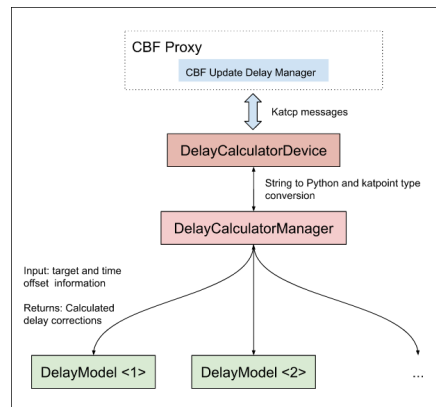 CBF Proxy
CBF Update Delay Manager
Katcp messages
DelayCalculatorDevice
String to Python and katpoint type
conversion
DelayCalculatorManager
Input: target and time
offset information
Returns: Calculated
delay corrections
DelayModel <1>
DelayModel <2>
...